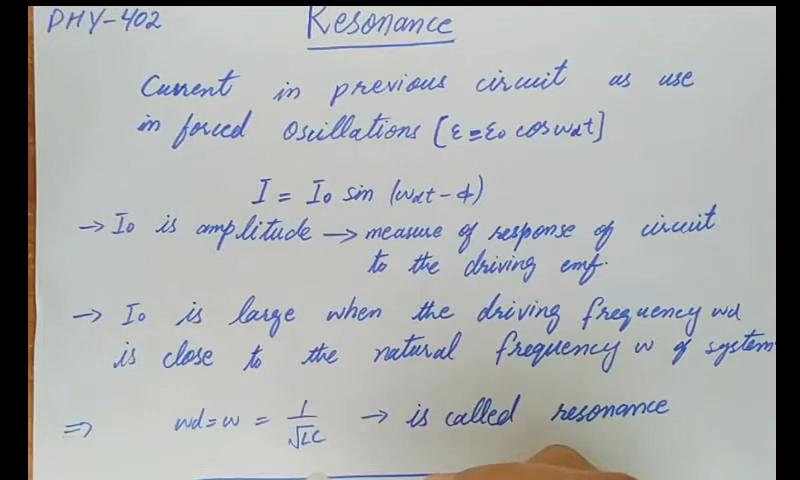 PHY-402
Resonance
Current in previous circuit as use
in forced oscillations [ε = ε₀ cos ωdt]
I = I₀ sin (ωdt - ϕ)
→ I₀ is amplitude → measure of response of circuit
to the driving emf.
→ I₀ is large when the driving frequency ωd
is close to the natural frequency ω of system
⇒ ωd = ω = 1/√LC → is called resonance